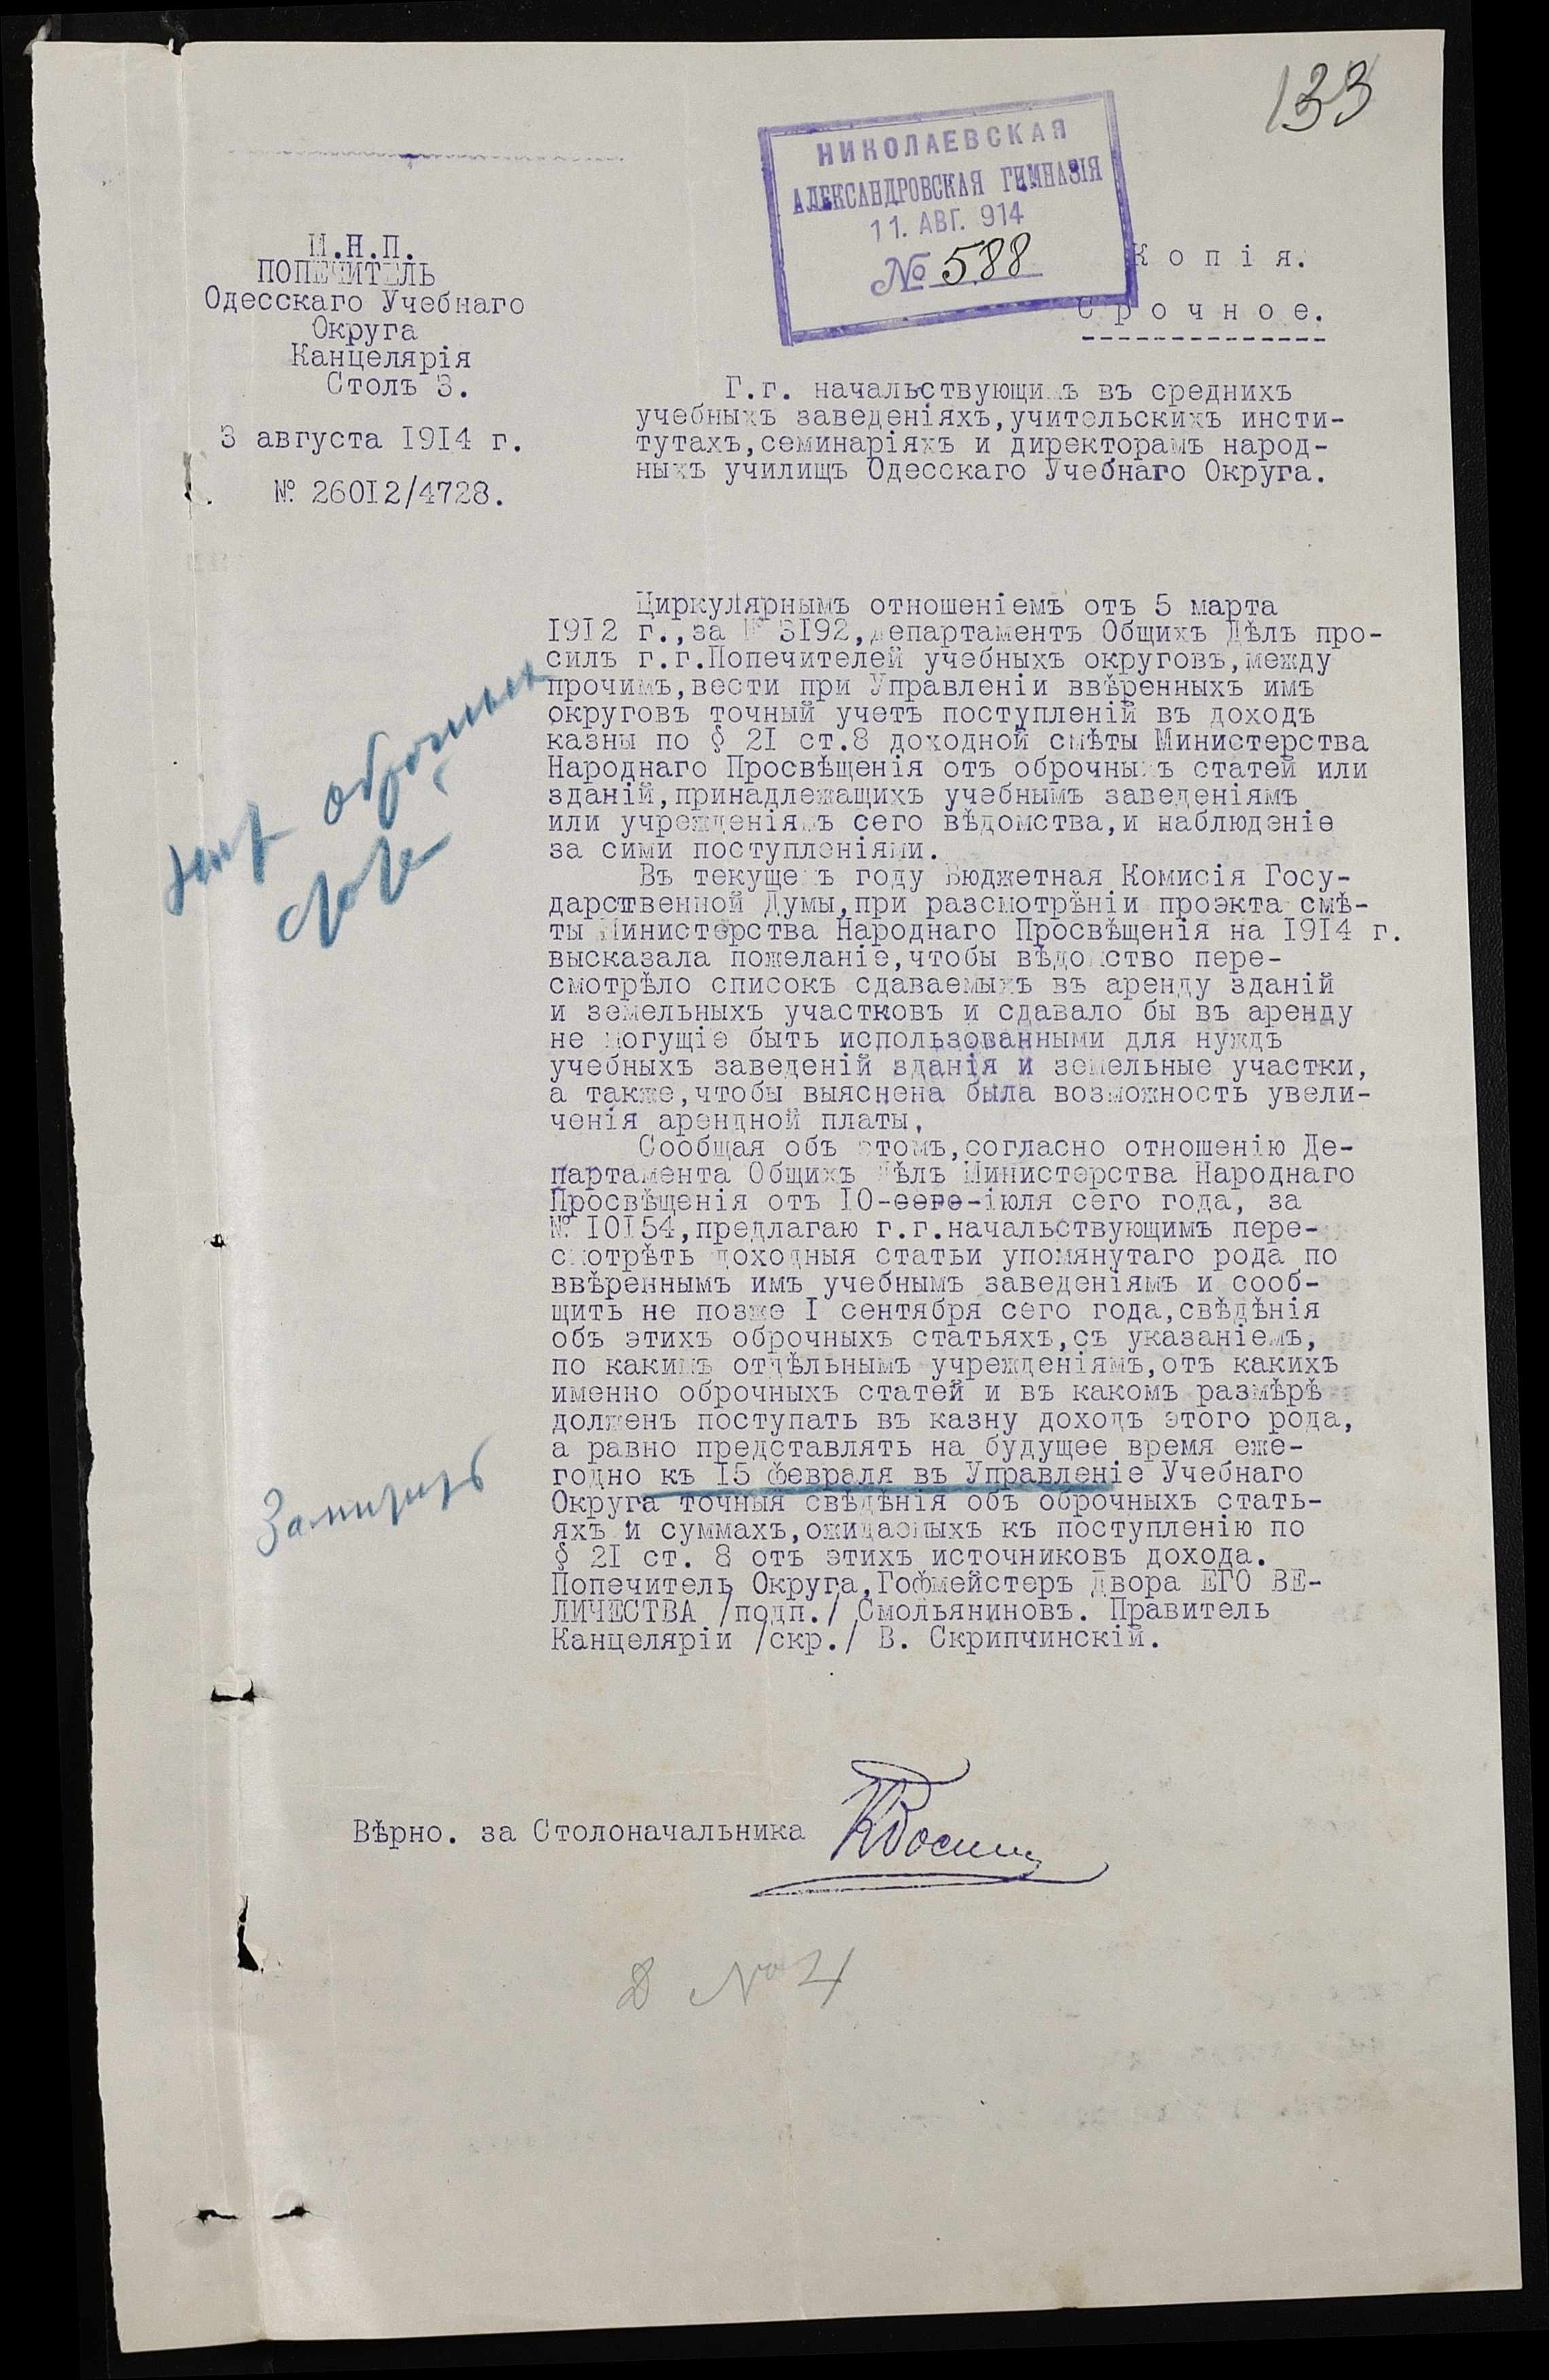 133
НИКОЛАЕВСКАЯ
АЛЕКСАНДРОВСКАЯ ГИМНАЗІЯ
11. АВГ. 914
№ 588
М.Н.П.
ПОПЕЧИТЕЛЬ
Одесскаго Учебнаго
Округа
Канцелярія
Столъ 3.
3 августа 1914 г.
№ 26012/4728.
Копія.
Срочное.
Г.г. начальствующимъ въ среднихъ
учебныхъ заведеніяхъ,учительскихъ инсти-
тутахъ,семинаріяхъ и директорамъ народ-
ныхъ училищъ Одесскаго Учебнаго Округа.
Циркулярнымъ отношеніемъ отъ 5 марта
1912 г.,за № 5192,департаментъ Общихъ Дѣлъ про-
силъ г.г.Попечителей учебныхъ округовъ,между
прочимъ,вести при Управленіи ввѣренныхъ имъ
округовъ точный учетъ поступленій въ доходъ
казны по § 21 ст.8 доходной смѣты Министерства
Народнаго Просвѣщенія отъ оброчныхъ статей или
зданій,принадлежащихъ учебнымъ заведеніямъ
или учрежденіямъ сего вѣдомства,и наблюденіе
за сими поступленіями.
Въ текущемъ году Бюджетная Комисія Госу-
дарственной Думы,при разсмотрѣніи проэкта смѣ-
ты Министерства Народнаго Просвѣщенія на 1914 г.
высказала пожеланіе,чтобы вѣдомство пере-
смотрѣло списокъ сдаваемыхъ въ аренду зданій
и земельныхъ участковъ и сдавало бы въ аренду
не могущіе быть использованными для нуждъ
учебныхъ заведеній зданія и земельные участки,
а также,чтобы выяснена была возможность увели-
ченія арендной платы,
Сообщая объ этомъ,согласно отношенію Де-
партамента Общихъ Дѣлъ Министерства Народнаго
Просвѣщенія отъ 10-сего-іюля сего года, за
№ 10154,предлагаю г.г.начальствующимъ пере-
смотрѣть доходныя статьи упомянутаго рода по
ввѣреннымъ имъ учебнымъ заведеніямъ и сооб-
щить не позже 1 сентября сего года,свѣдѣнія
объ этихъ оброчныхъ статьяхъ,съ указаніемъ,
по какимъ отдѣльнымъ учрежденіямъ,отъ какихъ
именно оброчныхъ статей и въ какомъ размѣрѣ
долженъ поступать въ казну доходъ этого рода,
а равно представлять на будущее время еже-
годно къ 15 февраля въ Управленіе Учебнаго
Округа точныя свѣдѣнія объ оброчныхъ стать-
яхъ и суммахъ,ожидаемыхъ къ поступленію по
§ 21 ст. 8 отъ этихъ источниковъ дохода.
Попечитель Округа,Гофмейстеръ Двора ЕГО ВЕ-
ЛИЧЕСТВА /подп./ Смольяниновъ. Правитель
Канцеляріи /скр./ В. Скрипчинскій.
Вѣрно. за Столоначальника
№ 4